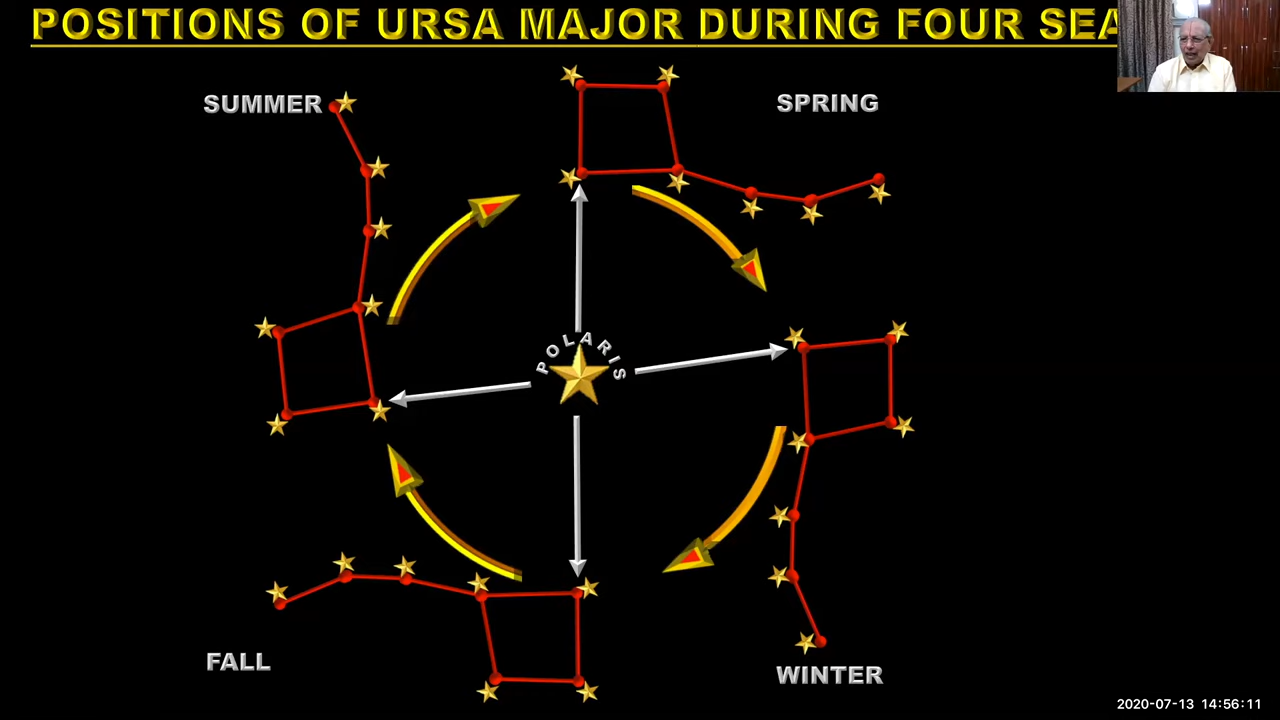 POSITIONS OF URSA MAJOR DURING FOUR SEA
SUMMER
SPRING
POLARIS
FALL
WINTER
2020-07-13 14:56:11